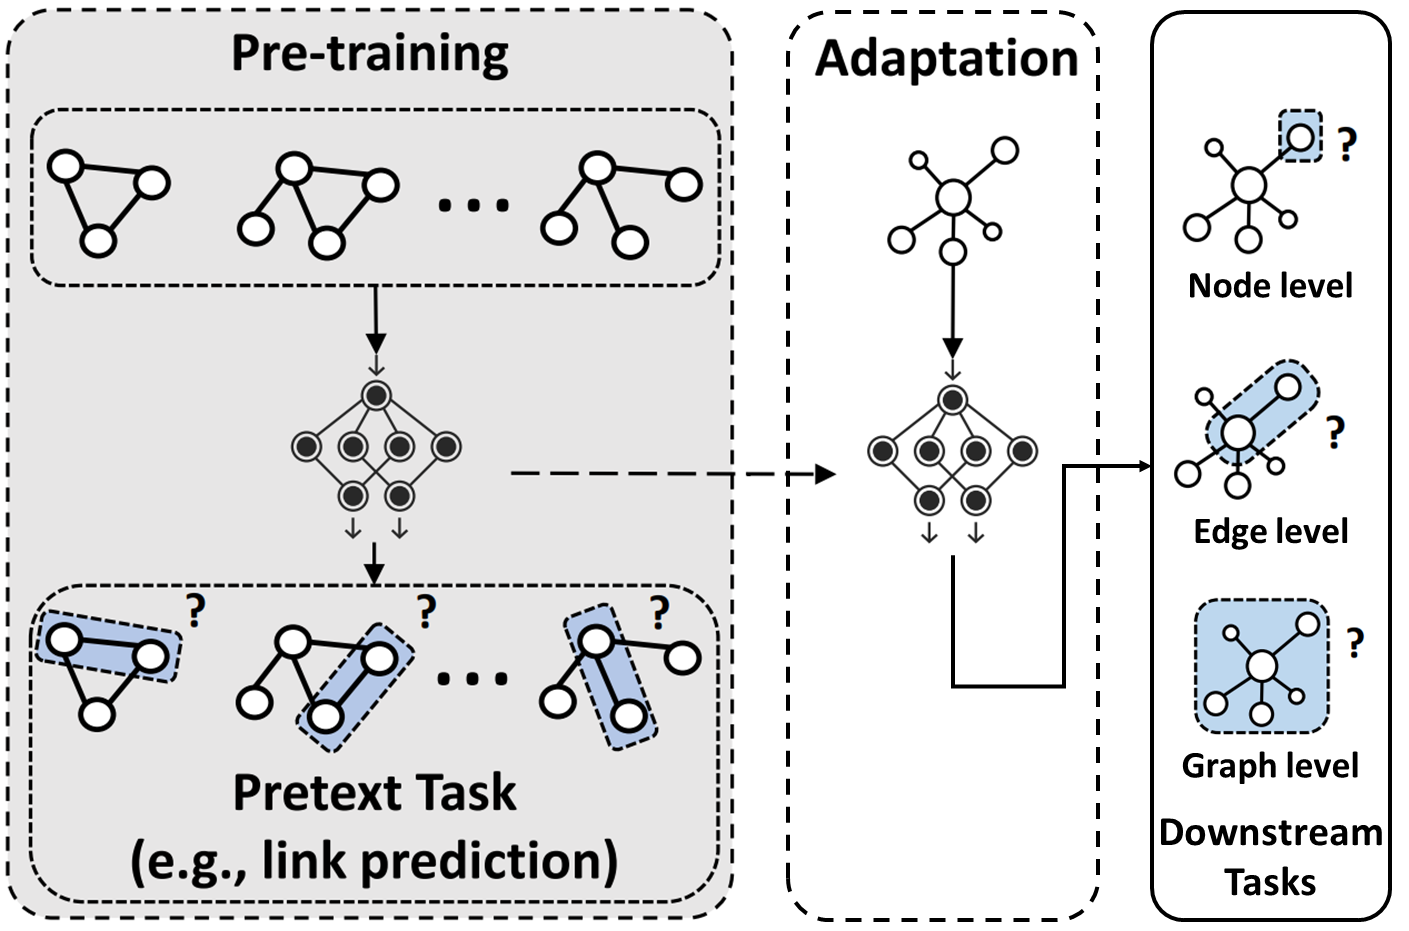 Pre-training
? ? ?
Pretext Task
(e.g., link prediction)
Adaptation
?
Node level
?
Edge level
?
Graph level
Downstream
Tasks